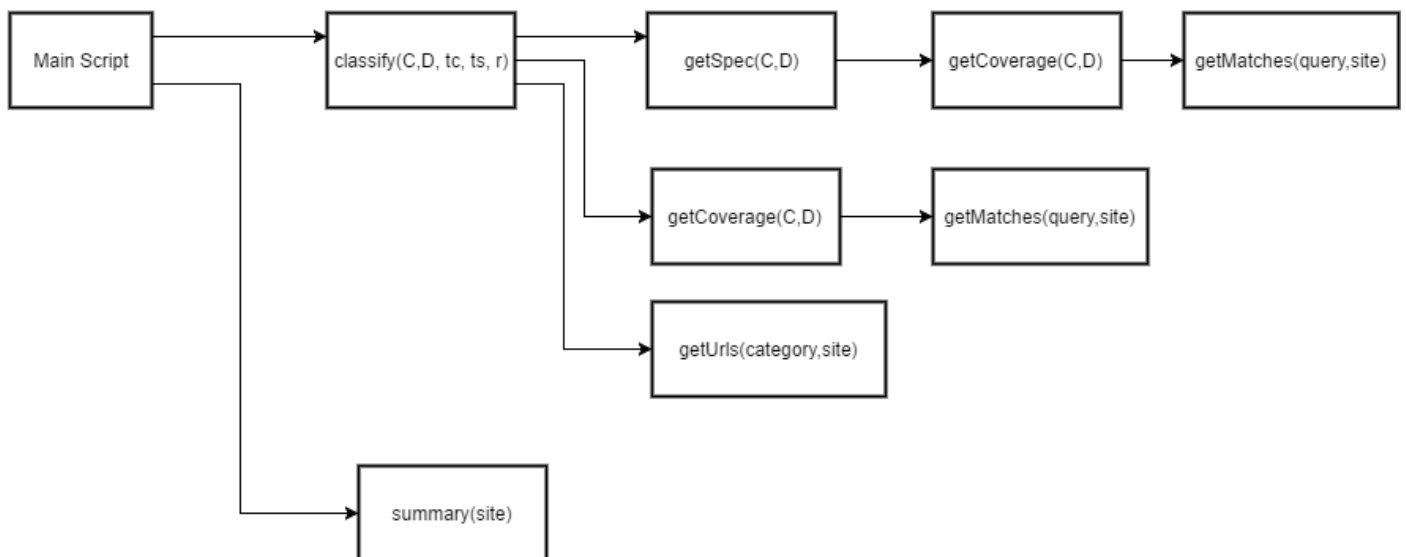 Main Script
classify(C,D, tc, ts, r)
getSpec(C,D)
getCoverage(C,D)
getMatches(query,site)
getCoverage(C,D)
getMatches(query,site)
getUrls(category,site)
summary(site)